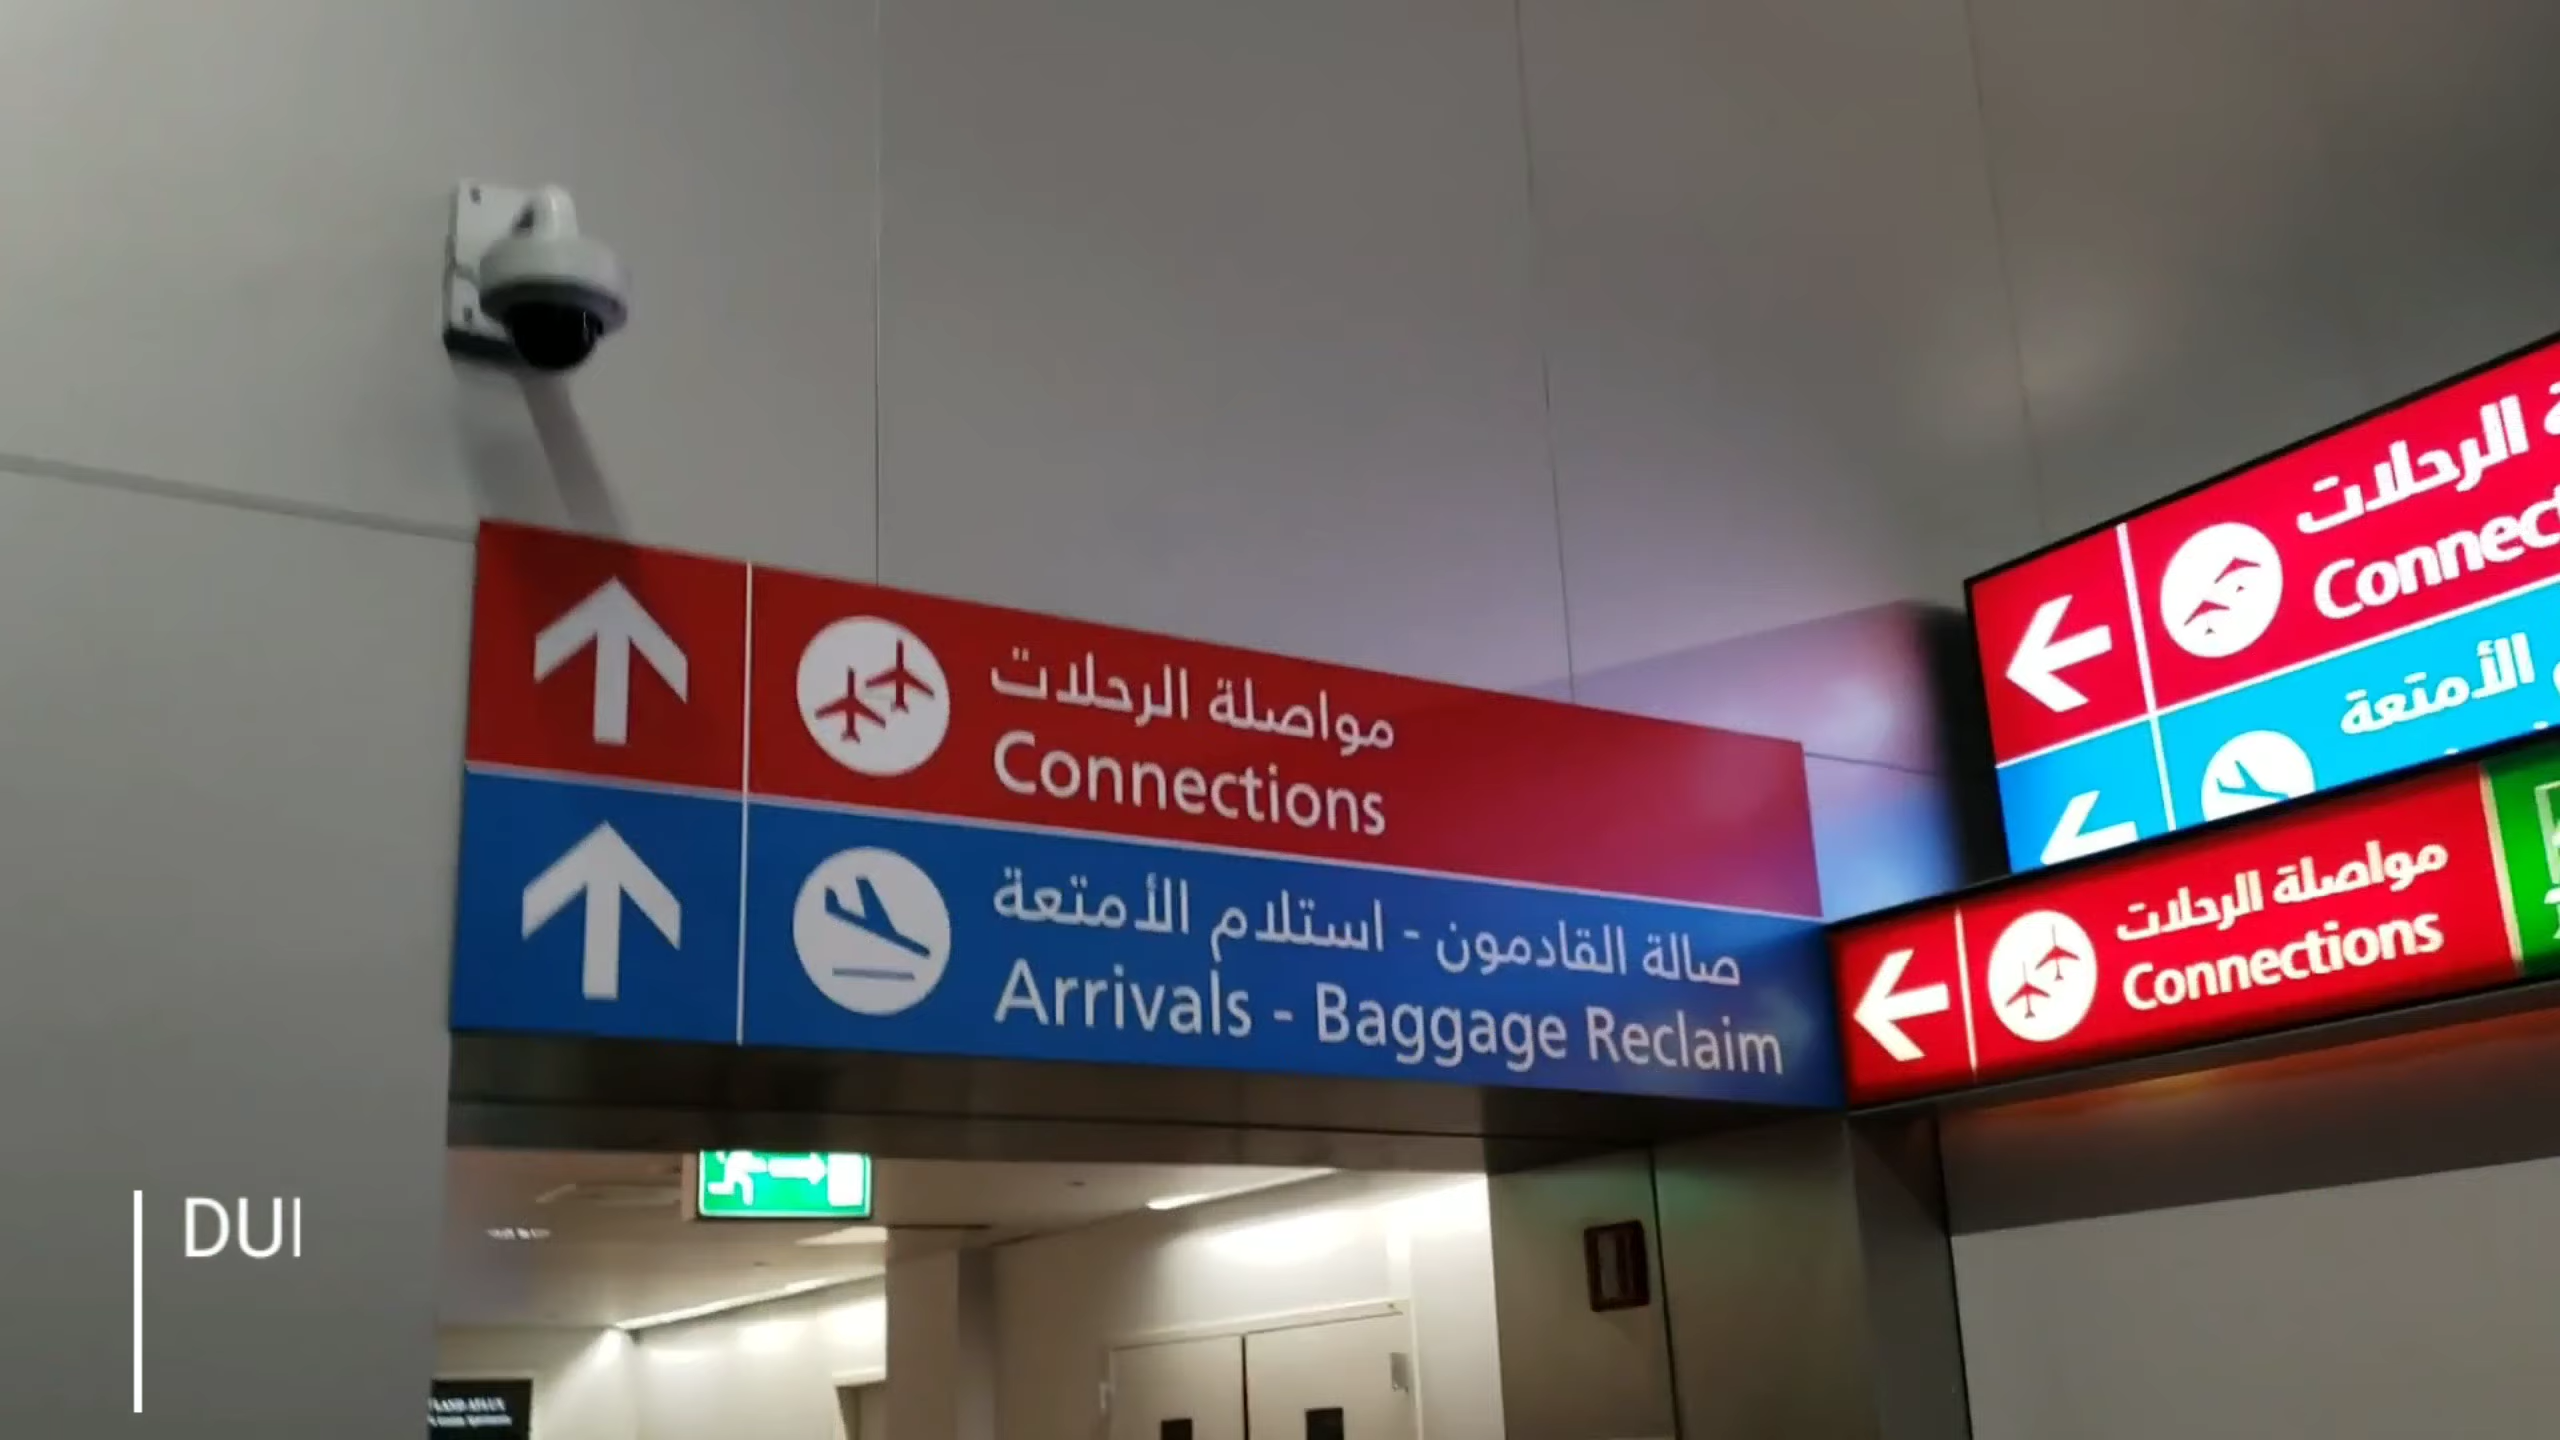 مواصلة الرحلات
Connections
صالة القادمون - استلام الأمتعة
Arrivals - Baggage Reclaim
الرحلات
Connec
الأمتعة
مواصلة الرحلات
Connections
DUI